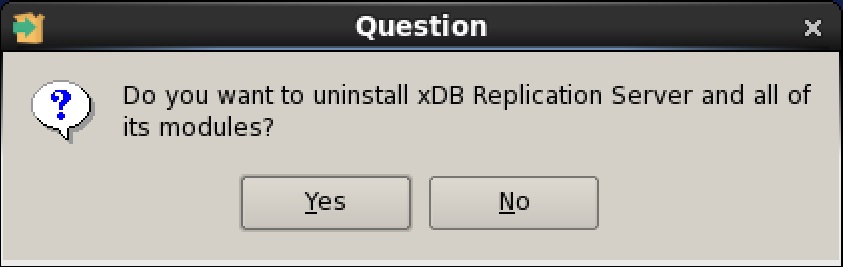 Question
Do you want to uninstall xDB Replication Server and all of
its modules?
Yes
No